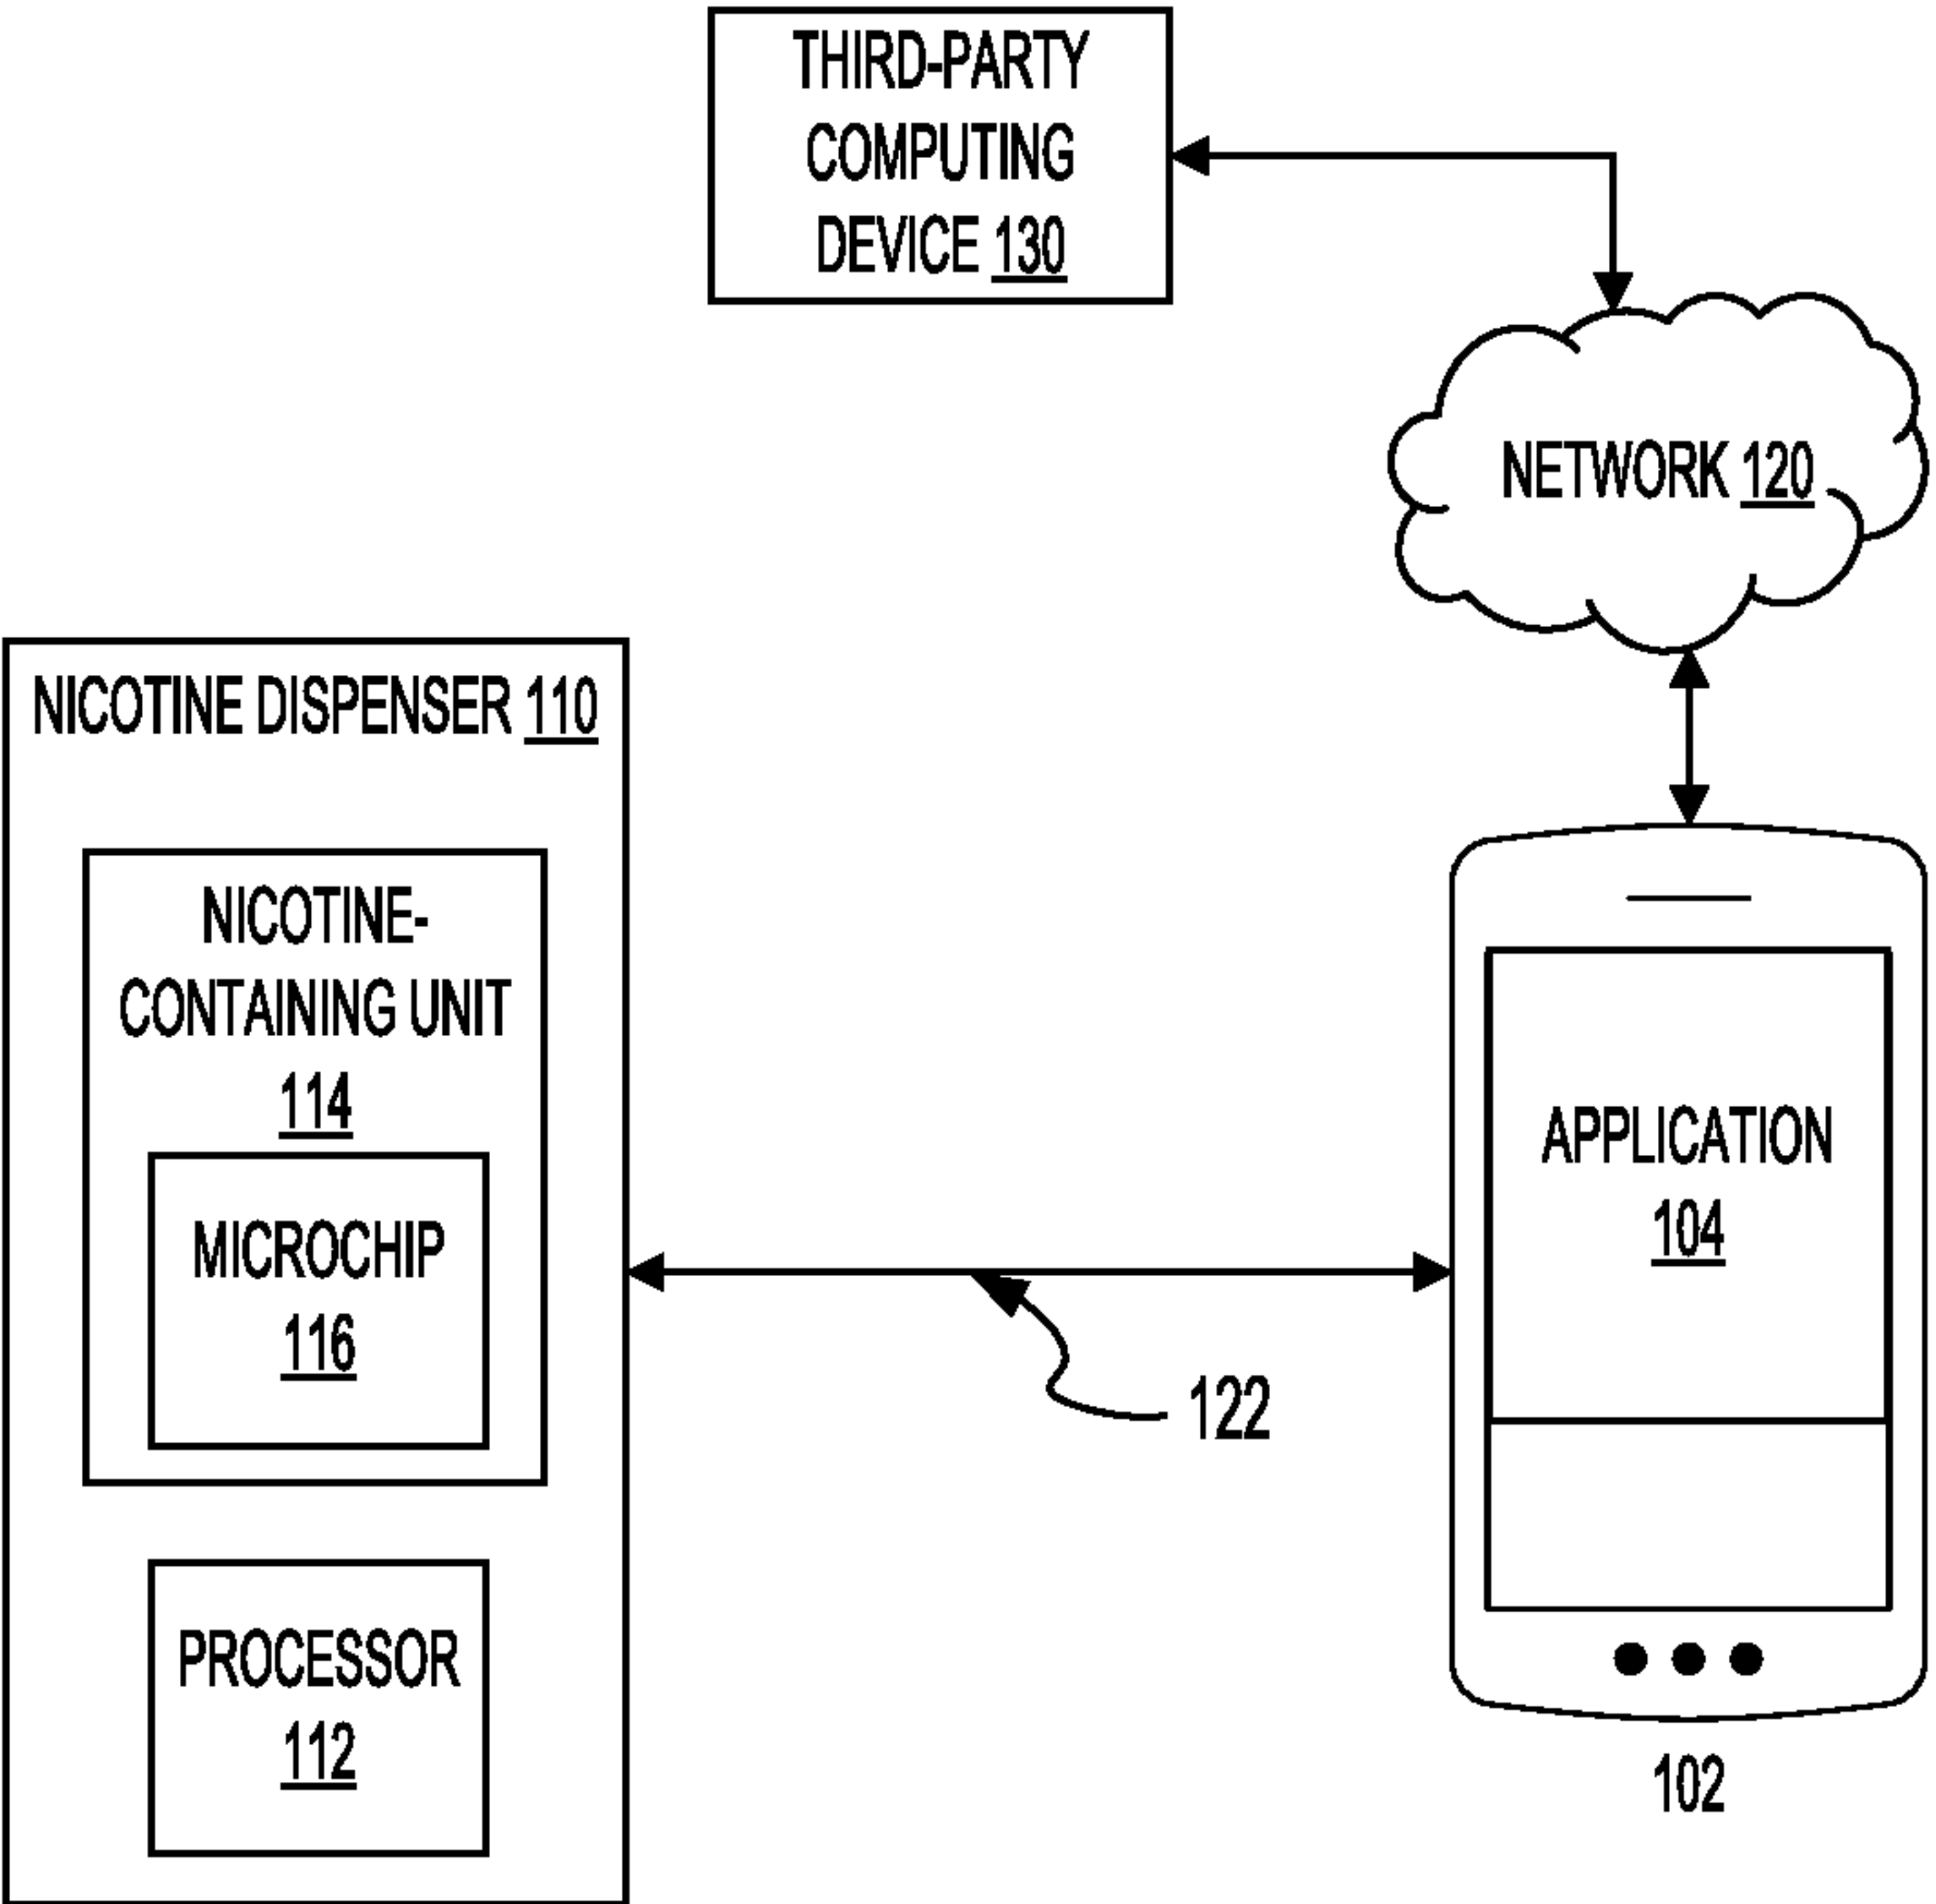 THIRD-PARTY
COMPUTING
DEVICE 130
NETWORK 120
NICOTINE DISPENSER 110
NICOTINE-
CONTAINING UNIT
114
MICROCHIP
116
PROCESSOR
112
122
APPLICATION
104
102